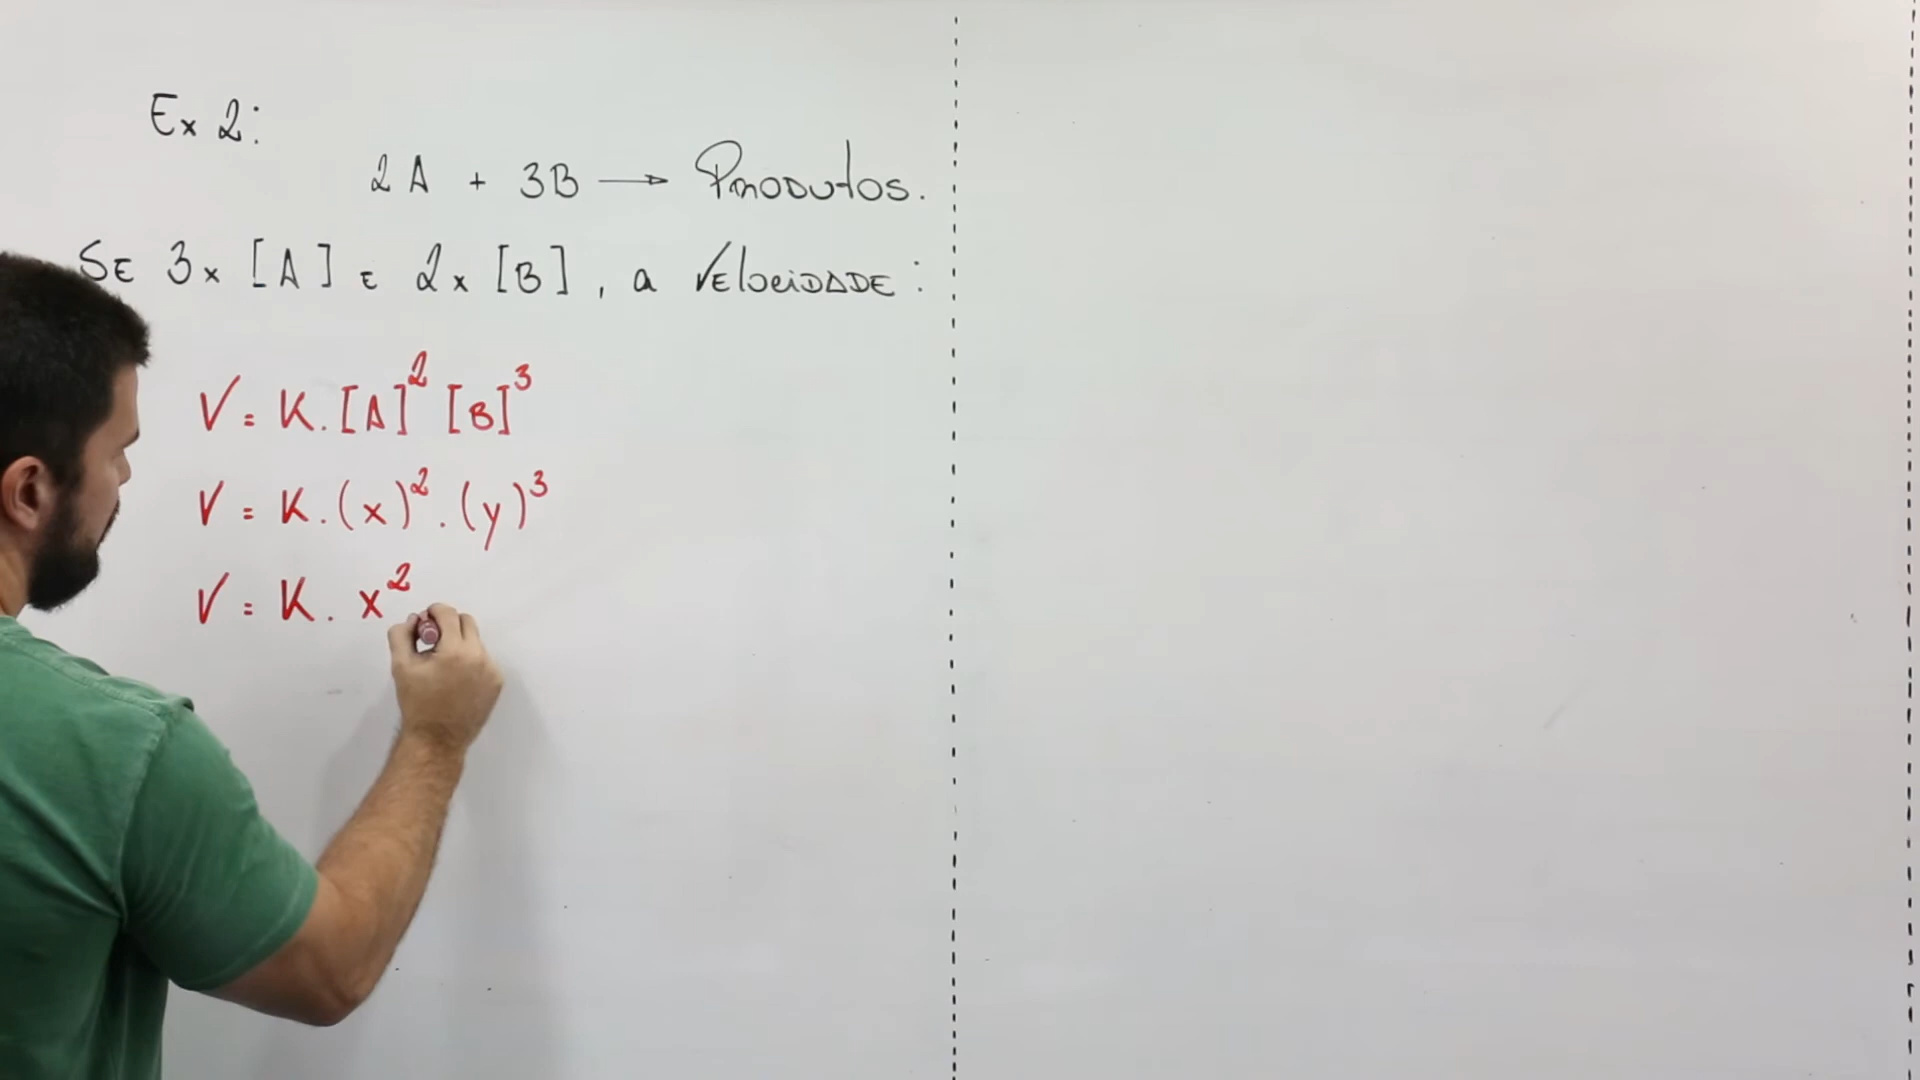 Ex 2:
2A + 3B → Produtos.
SE 3x [A] E 2x [B], a VElociDADE:
V = K.[A]² [B]³
V = K.(x)².(y)³
V = K. x²